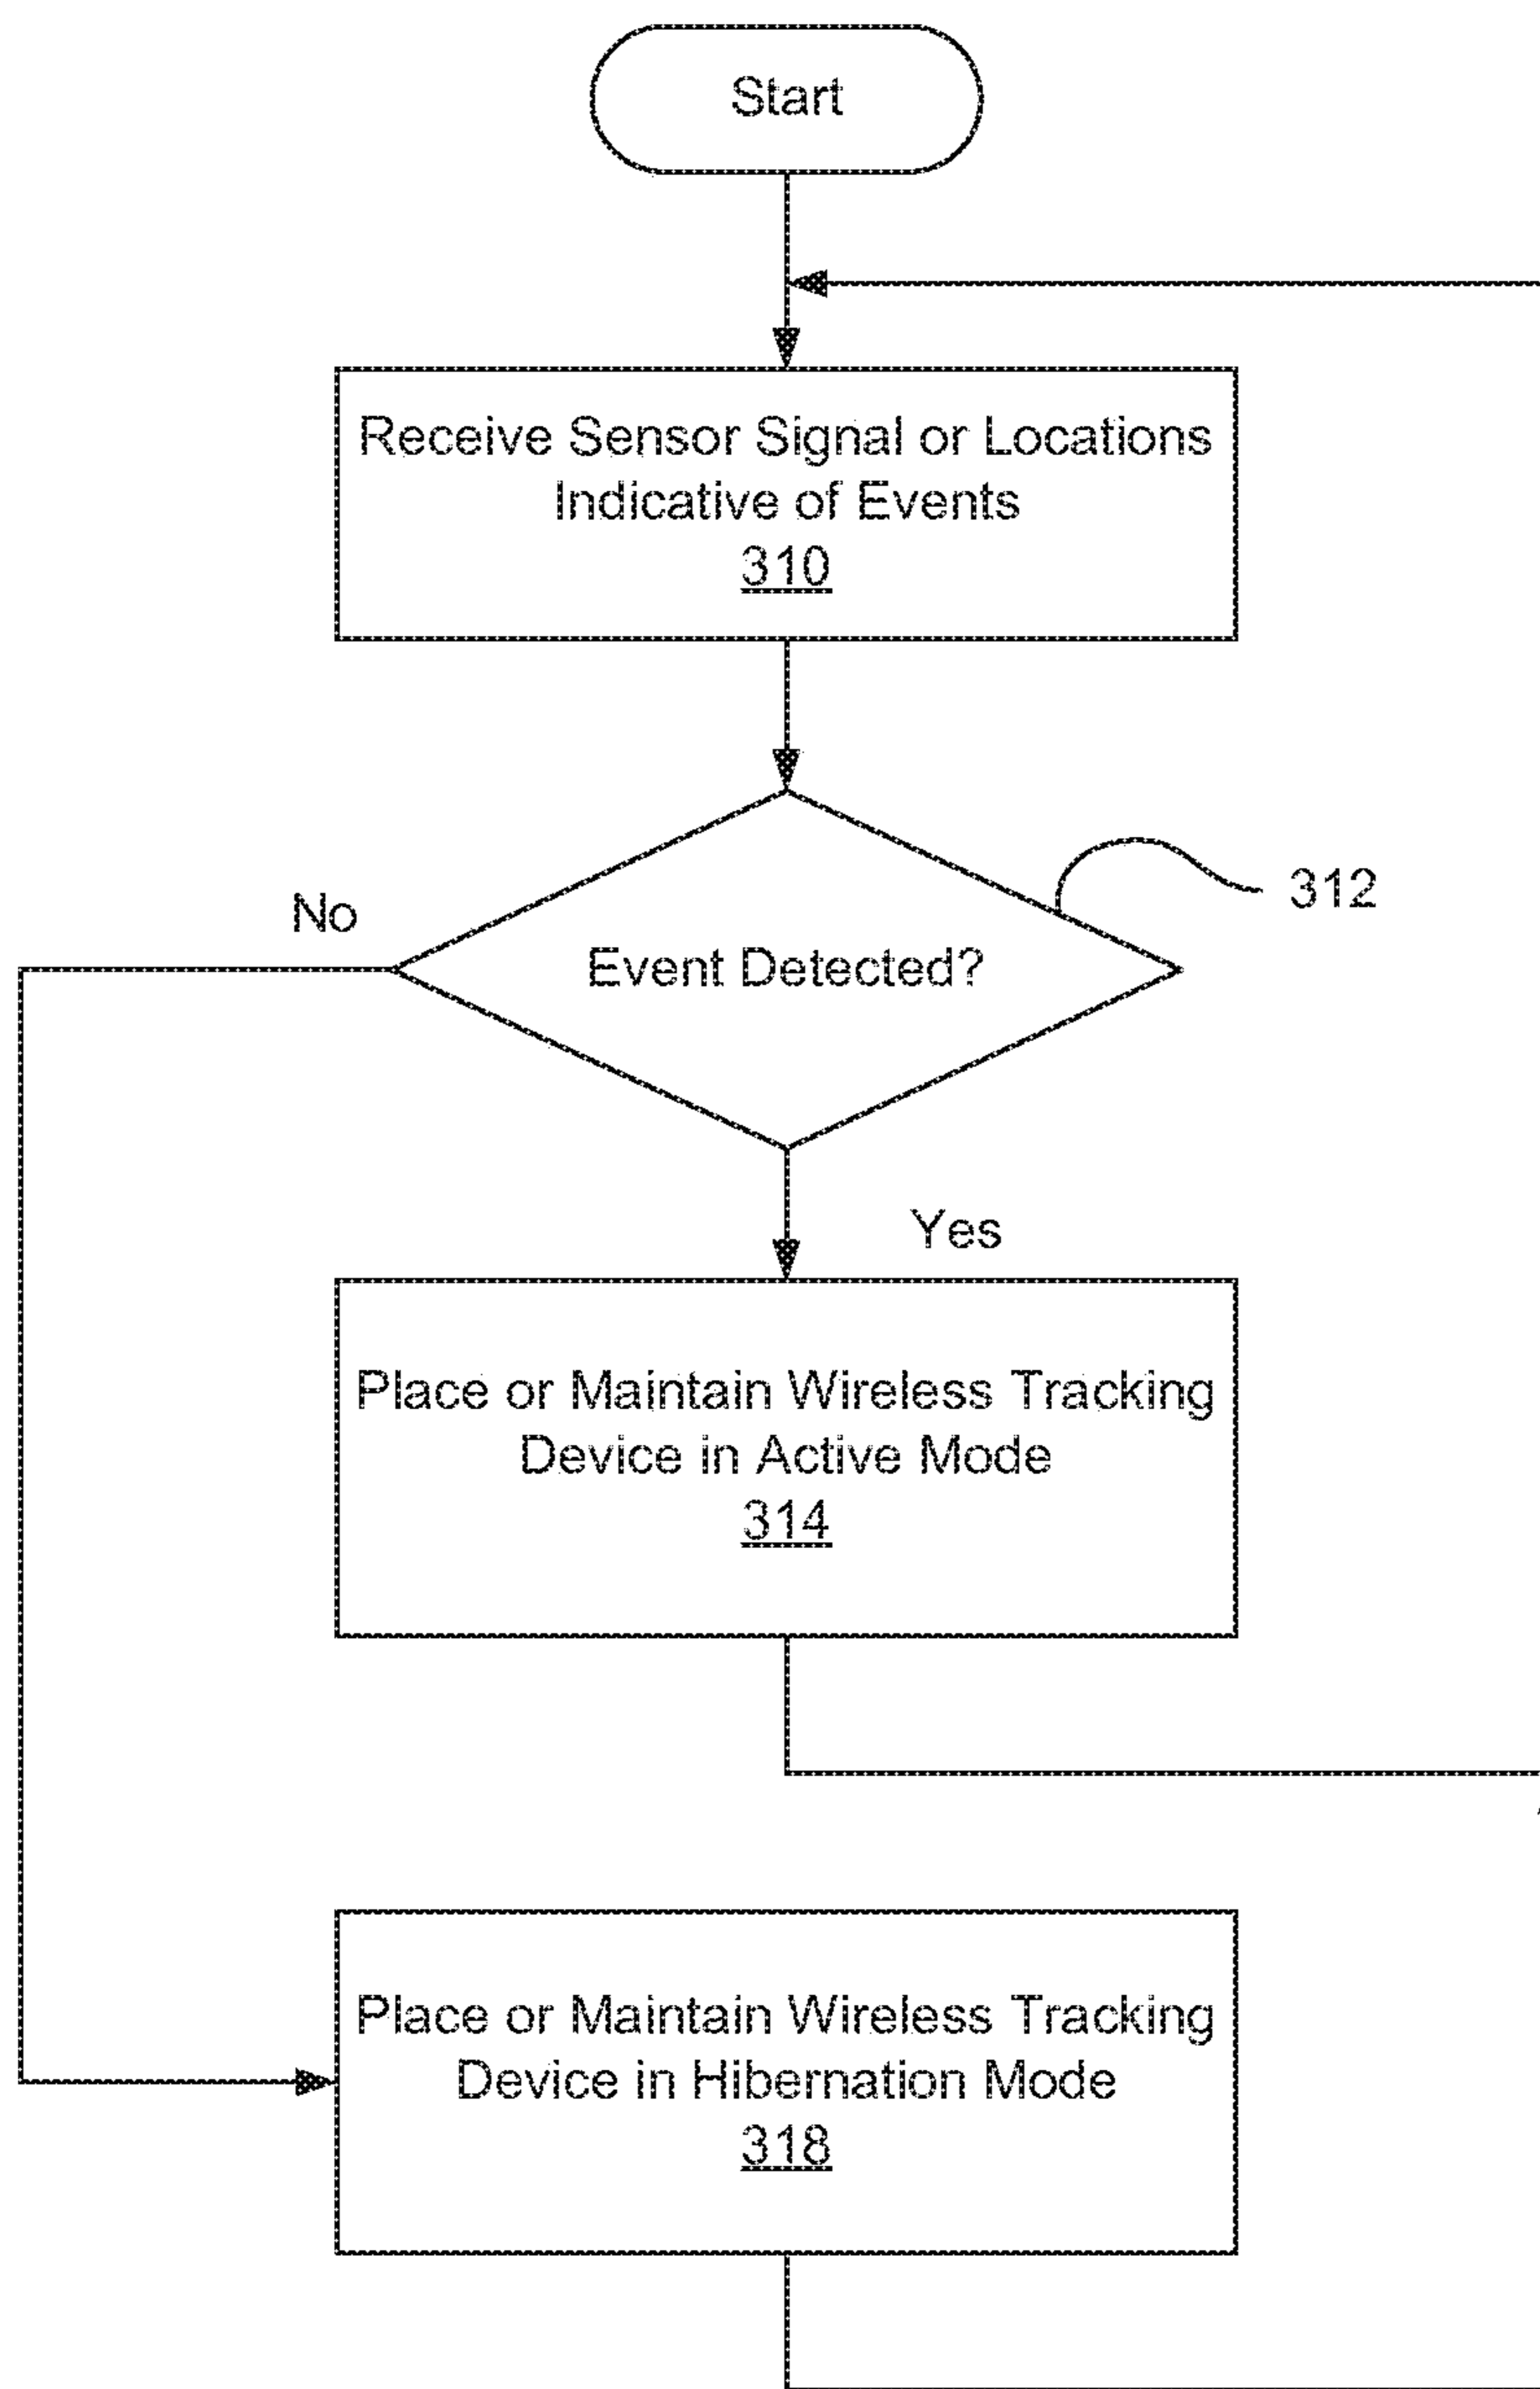 Start
Receive Sensor Signal or Locations
Indicative of Events
310
312
No
Event Detected?
Yes
Place or Maintain Wireless Tracking
Device in Active Mode
314
Place or Maintain Wireless Tracking
Device in Hibernation Mode
318